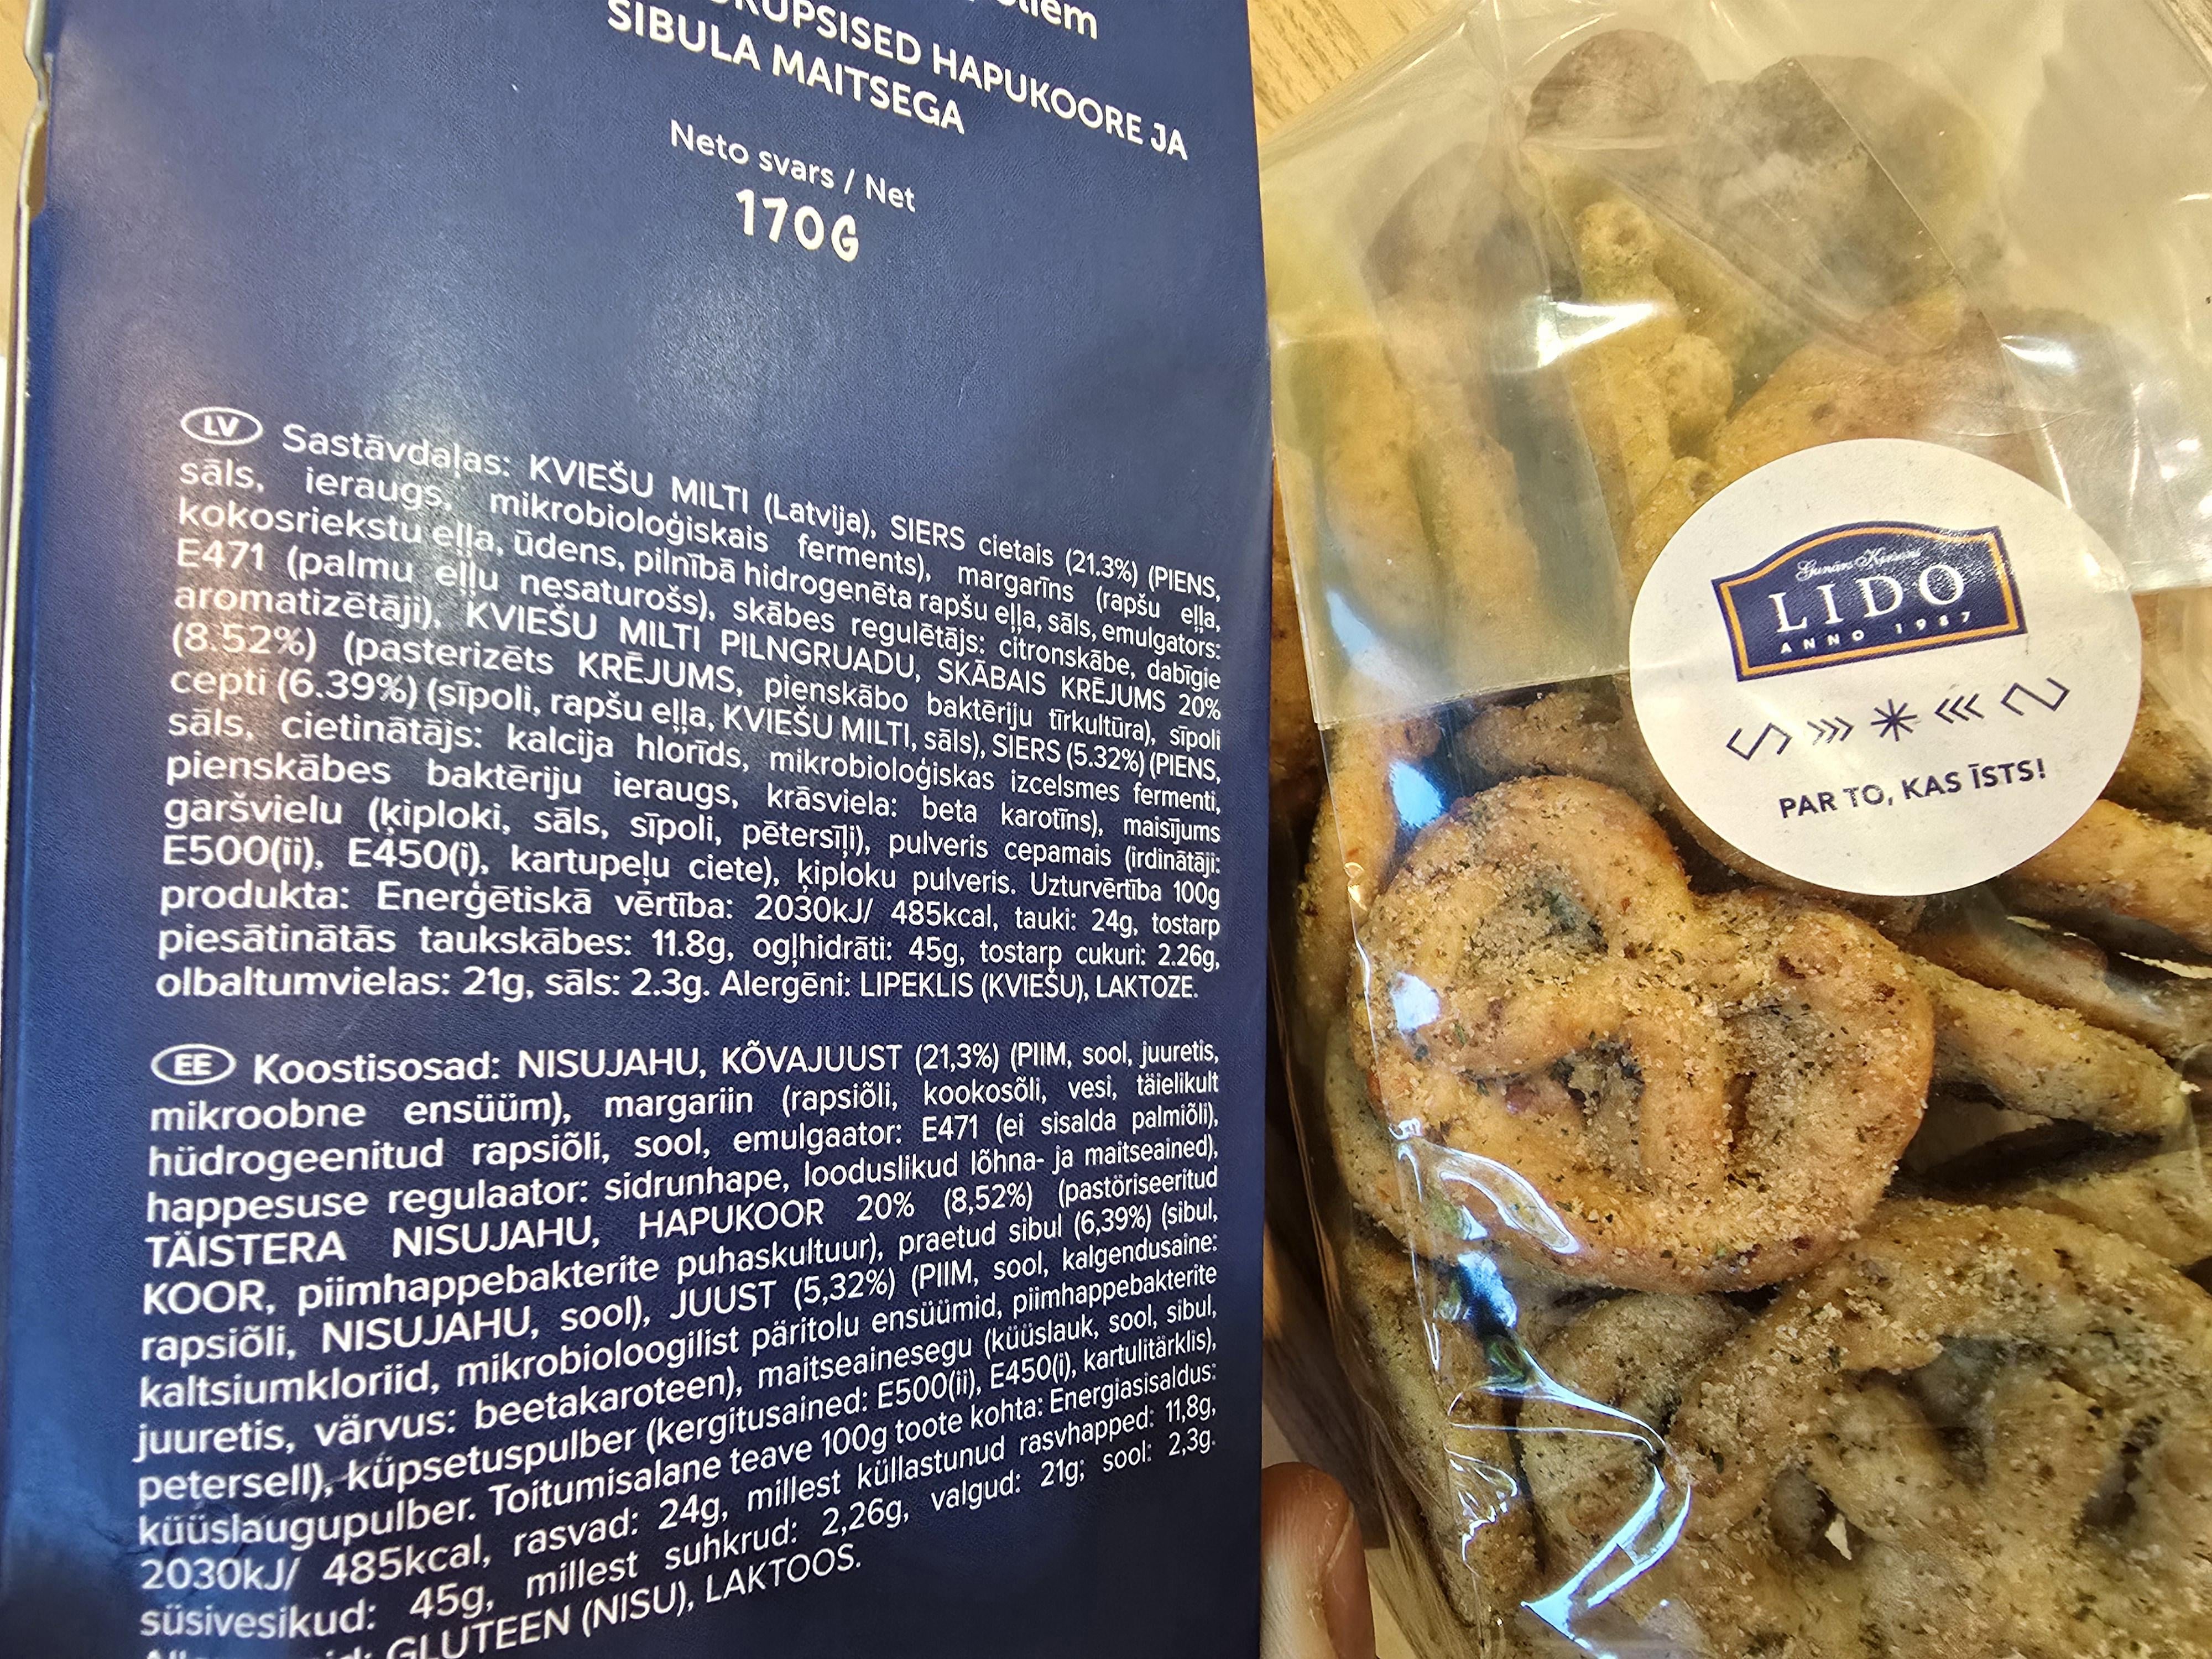 SIBULA MAITSEGA
HAPUKOORE JA
Neto svars / Net
170G
LV Sastāvdaļas: KVIEŠU MILTI (Latvija), SIERS cietais (21.3%) (PIENS,
sāls, ieraugs, mikrobioloģiskais ferments), margarīns (rapšu eļļa,
kokosriekstu eļļa, ūdens, pilnībā hidrogenēta rapšu eļļa, sāls, emulgators:
E471 (palmu eļļu nesaturošs), skābes regulētājs: citronskābe, dabīgie
aromatizētāji), KVIEŠU MILTI PILNGRUADU, SKĀBAIS KRĒJUMS 20%
(8.52%) (pasterizēts KRĒJUMS, pienskābo baktēriju tīrkultūra), sīpoli
cepti (6.39%) (sīpoli, rapšu eļļa, KVIEŠU MILTI, sāls), SIERS (5.32%) (PIENS,
sāls, cietinātājs: kalcija hlorīds, mikrobioloģiskas izcelsmes fermenti,
pienskābes baktēriju ieraugs, krāsviela: beta karotīns), maisījums
garšvielu (ķiploki, sāls, sīpoli, pētersīļi), pulveris cepamais (irdinātāji:
E500(ii), E450(i), kartupeļu ciete), ķiploku pulveris. Uzturvērtība 100g
produkta: Enerģētiskā vērtība: 2030kJ/ 485kcal, tauki: 24g, tostarp
piesātinātās taukskābes: 11.8g, ogļhidrāti: 45g, tostarp cukuri: 2.26g,
olbaltumvielas: 21g, sāls: 2.3g. Alergēni: LIPEKLIS (KVIEŠU), LAKTOZE.
EE Koostisosad: NISUJAHU, KÕVAJUUST (21,3%) (PIIM, sool, juuretis,
mikroobne ensüüm), margariin (rapsiõli, kookosõli, vesi, täielikult
hüdrogeenitud rapsiõli, sool, emulgaator: E471 (ei sisalda palmiõli),
happesuse regulaator: sidrunhape, looduslikud lõhna- ja maitseained),
TÄISTERA NISUJAHU, HAPUKOOR 20% (8,52%) (pastöriseeritud
KOOR, piimhappebakterite puhaskultuur), praetud sibul (6,39%) (sibul,
rapsiõli, NISUJAHU, sool), JUUST (5,32%) (PIIM, sool, kalgendusaine:
kaltsiumkloriid, mikrobioloogilist päritolu ensüümid, piimhappebakterite
juuretis, värvus: beetakaroteen), maitseainesegu (küüslauk, sool, sibul,
petersell), küpsetuspulber (kergitusained: E500(ii), E450(i), kartulitärklis),
küüslaugupulber. Toitumisalane teave 100g toote kohta: Energiasisaldus:
2030kJ/ 485kcal, rasvad: 24g, millest küllastunud rasvhapped: 11,8g,
süsivesikud: 45g, millest suhkrud: 2,26g, valgud: 21g; sool: 2,3g.
GLUTEEN (NISU), LAKTOOS.
LIDO
ANNO 1987
PAR TO, KAS ĪSTS!